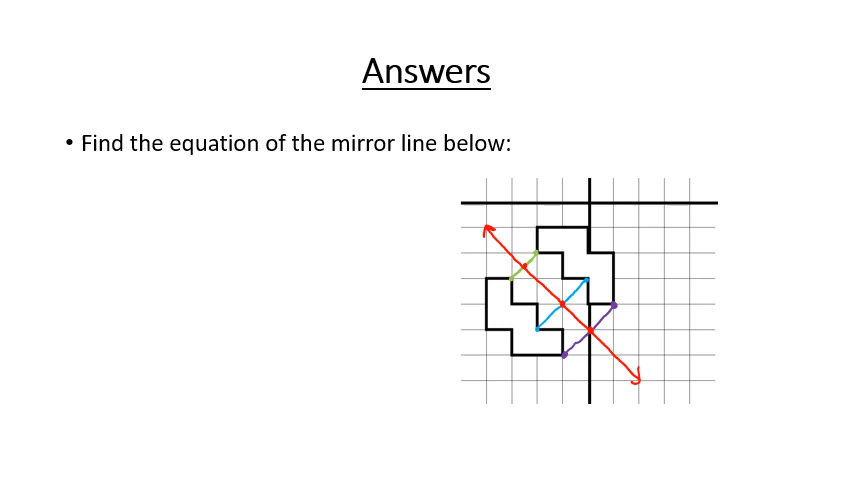 Answers
• Find the equation of the mirror line below: